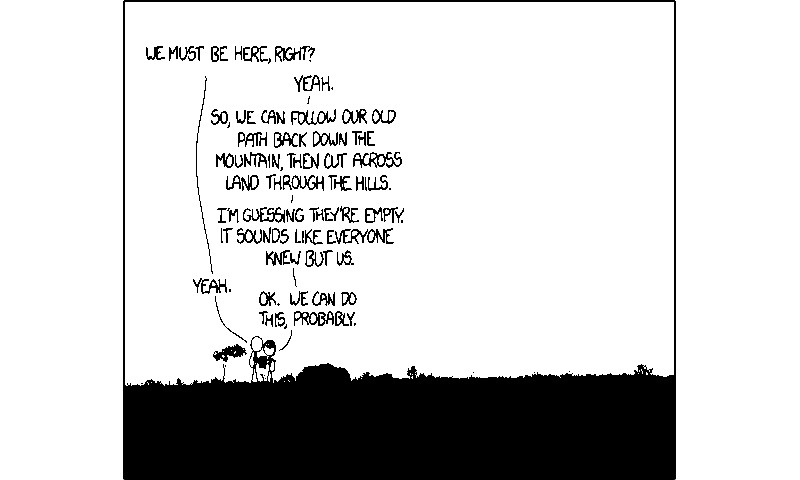 WE MUST BE HERE, RIGHT?
YEAH.
SO, WE CAN FOLLOW OUR OLD
PATH BACK DOWN THE
MOUNTAIN, THEN CUT ACROSS
LAND THROUGH THE HILLS.
I'M GUESSING THEY'RE EMPTY.
IT SOUNDS LIKE EVERYONE
KNEW BUT US.
YEAH.
OK. WE CAN DO
THIS, PROBABLY.